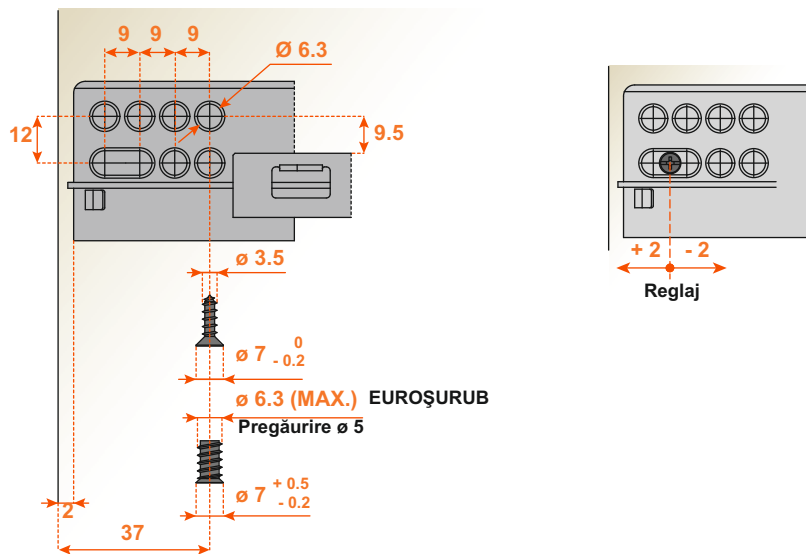 9 9 9
Ø 6.3
12
9.5
ø 3.5
+ 2 - 2
Reglaj
ø 7 0
- 0.2
ø 6.3 (MAX.) EUROŞURUB
Pregăurire ø 5
ø 7 + 0.5
- 0.2
2
37